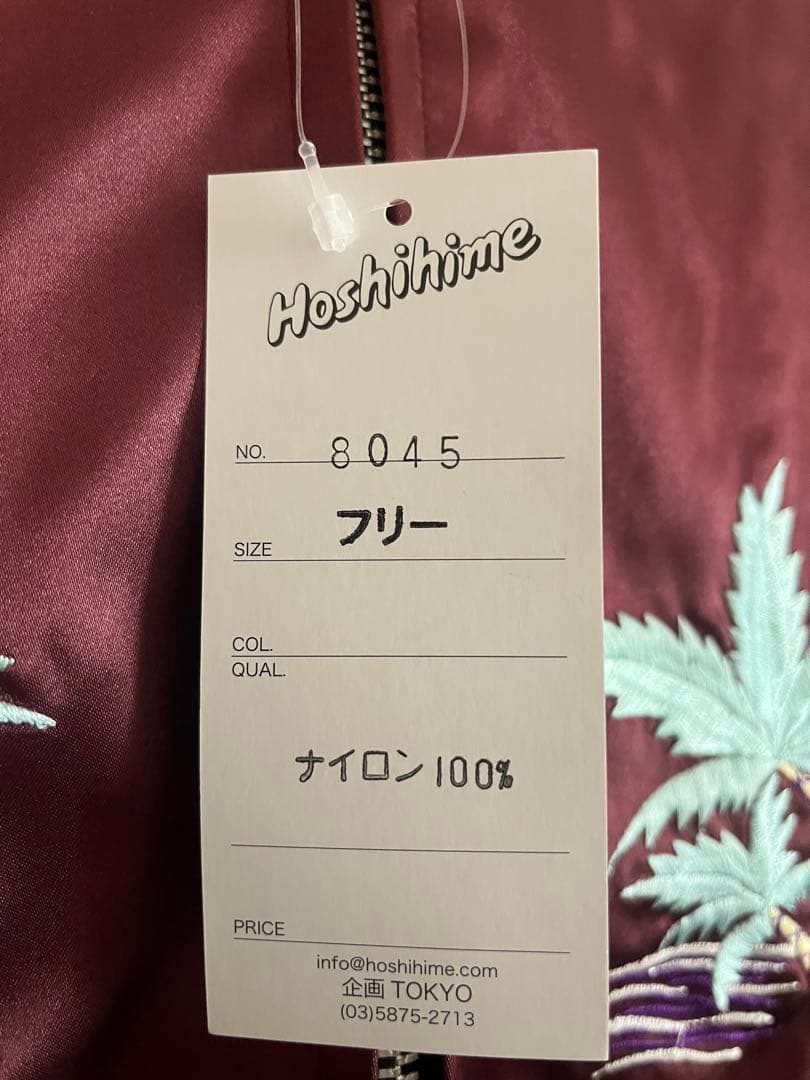 Hoshihime
NO. 8045
SIZE フリー
COL.
QUAL.
ナイロン100%
PRICE
info@hoshihime.com
企画 TOKYO
(03)5875-2713